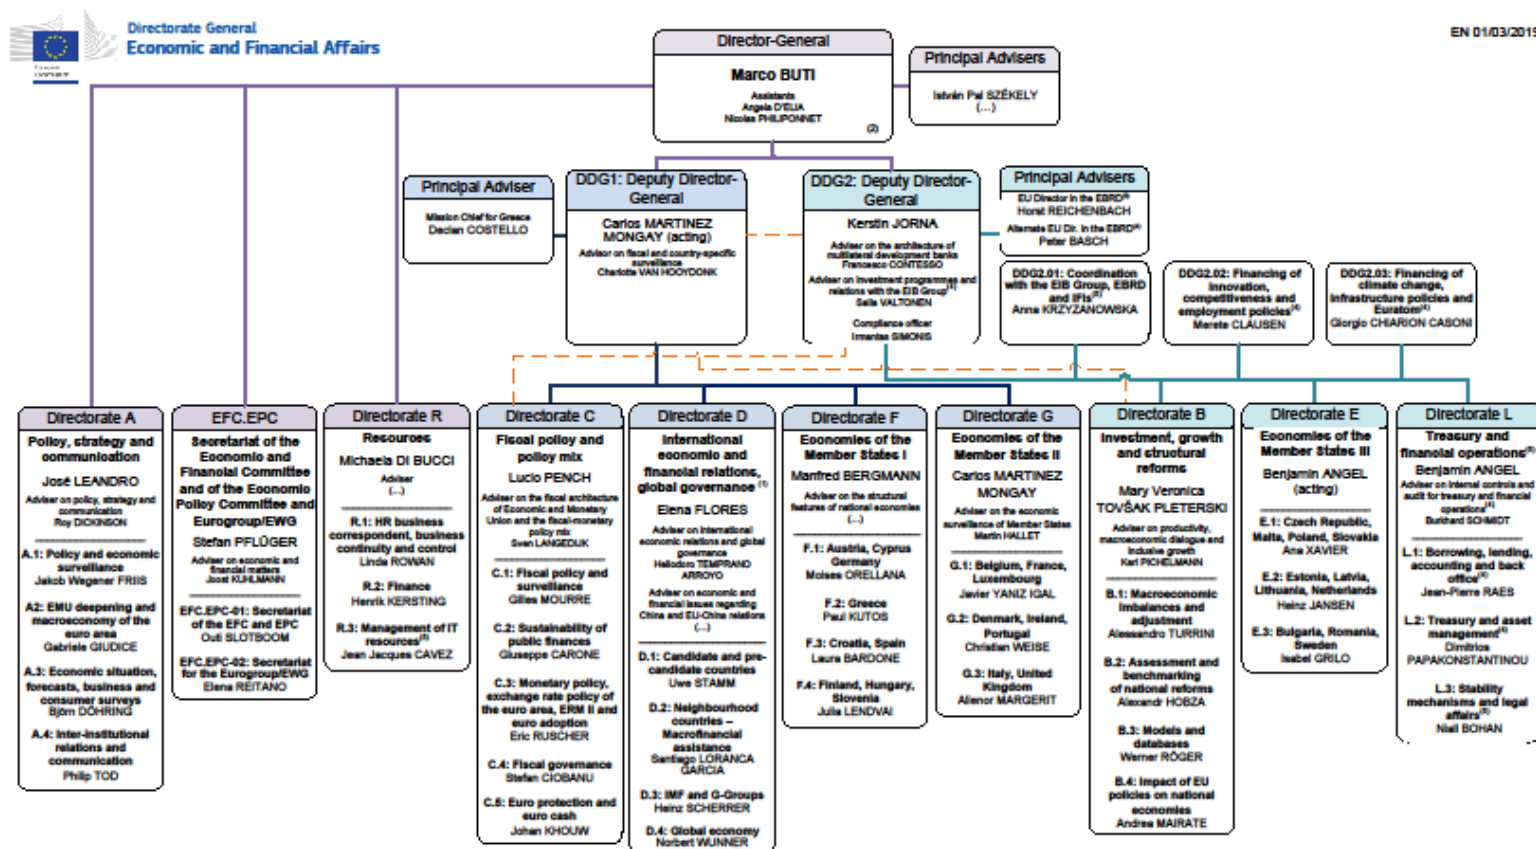 Directorate General
Economic and Financial Affairs
EN 01/03/2019
Director-General
Marco BUTI
Assistants
Angela D'ELIA
Nicolas PHILIPONNET
(2)
Principal Advisers
István Pal SZÉKELY
(...)
Principal Adviser
Mission Chief for Greece
Declan COSTELLO
DDG1: Deputy Director-
General
Carlos MARTINEZ
MONGAY (acting)
Advisor on fiscal and country-specific
surveillance
Charlotte VAN HOOYDONK
DDG2: Deputy Director-
General
Kerstin JORNA
Adviser on the architecture of
multilateral development banks
Francesco CONTESSO
Adviser on investment programmes and
relations with the EIB Group
Salla VALTONEN
Compliance officer
Irmantas SIMONIS
Principal Advisers
EU Director in the EBRD
Horst REICHENBACH
Alternate EU Dir. in the EBRD
Peter BASCH
DDG2.01: Coordination
with the EIB Group, EBRD
and IFIs
Anna KRZYZANOWSKA
DDG2.02: Financing of
innovation,
competitiveness and
employment policies(4)
Merete CLAUSEN
DDG2.03: Financing of
climate change,
infrastructure policies and
Euratom(4)
Giorgio CHIARION CASONI
Directorate A
Policy, strategy and
communication
José LEANDRO
Adviser on policy, strategy and
communication
Roy DICKINSON
A.1: Policy and economic
surveillance
Jakob Wegener FRIIS
A2: EMU deepening and
macroeconomy of the
euro area
Gabriele GIUDICE
A.3: Economic situation,
forecasts, business and
consumer surveys
Björn DÖHRING
A.4: Inter-institutional
relations and
communication
Philip TOD
EFC.EPC
Secretariat of the
Economic and
Financial Committee
and of the Economic
Policy Committee and
Eurogroup/EWG
Stefan PFLÜGER
Adviser on economic and
financial matters
Joost KUHLMANN
EFC.EPC-01: Secretariat
of the EFC and EPC
Outi SLOTBOOM
EFC.EPC-02: Secretariat
for the Eurogroup/EWG
Elena REITANO
Directorate R
Resources
Michaela DI BUCCI
Adviser
(...)
R.1: HR business
correspondent, business
continuity and control
Linda ROWAN
R.2: Finance
Henrik KERSTING
R.3: Management of IT
resources
Jean Jacques CAVEZ
Directorate C
Fiscal policy and
policy mix
Lucio PENCH
Adviser on the fiscal architecture
of Economic and Monetary
Union and the fiscal-monetary
policy mix
Sven LANGEDIJK
C.1: Fiscal policy and
surveillance
Gilles MOURRE
C.2: Sustainability of
public finances
Giuseppe CARONE
C.3: Monetary policy,
exchange rate policy of
the euro area, ERM II and
euro adoption
Eric RUSCHER
C.4: Fiscal governance
Stefan CIOBANU
C.5: Euro protection and
euro cash
Johan KHOUW
Directorate D
International
economic and
financial relations,
global governance (1)
Elena FLORES
Adviser on international
economic relations and global
governance
Heliodoro TEMPRANO
ARROYO
Adviser on economic and
financial issues regarding
China and EU-China relations
(...)
D.1: Candidate and pre-
candidate countries
Uwe STAMM
D.2: Neighbourhood
countries –
Macrofinancial
assistance
Santiago LORANCA
GARCIA
D.3: IMF and G-Groups
Heinz SCHERRER
D.4: Global economy
Norbert WUNNER
Directorate F
Economies of the
Member States I
Manfred BERGMANN
Adviser on the structural
features of national economies
(...)
F.1: Austria, Cyprus
Germany
Moises ORELLANA
F.2: Greece
Paul KUTOS
F.3: Croatia, Spain
Laura BARDONE
F.4: Finland, Hungary,
Slovenia
Julia LENDVAI
Directorate G
Economies of the
Member States II
Carlos MARTINEZ
MONGAY
Adviser on the economic
surveillance of Member States
Martin HALLET
G.1: Belgium, France,
Luxembourg
Javier YANIZ IGAL
G.2: Denmark, Ireland,
Portugal
Christian WEISE
G.3: Italy, United
Kingdom
Alienor MARGERIT
Directorate B
Investment, growth
and structural
reforms
Mary Veronica
TOVŠAK PLETERSKI
Adviser on productivity,
macroeconomic dialogue and
inclusive growth
Karl PICHELMANN
B.1: Macroeconomic
imbalances and
adjustment
Alessandro TURRINI
B.2: Assessment and
benchmarking
of national reforms
Alexandr HOBZA
B.3: Models and
databases
Werner RÖGER
B.4: Impact of EU
policies on national
economies
Andrea MAIRATE
Directorate E
Economies of the
Member States III
Benjamin ANGEL
(acting)
E.1: Czech Republic,
Malta, Poland, Slovakia
Ana XAVIER
E.2: Estonia, Latvia,
Lithuania, Netherlands
Heinz JANSEN
E.3: Bulgaria, Romania,
Sweden
Isabel GRILO
Directorate L
Treasury and
financial operations
Benjamin ANGEL
Adviser on internal controls and
audit for treasury and financial
operations(4)
Burkhard SCHMIDT
L.1: Borrowing, lending,
accounting and back
office
Jean-Pierre RAES
L.2: Treasury and asset
management(4)
Dimitrios
PAPAKONSTANTINOU
L.3: Stability
mechanisms and legal
affairs
Niall BOHAN